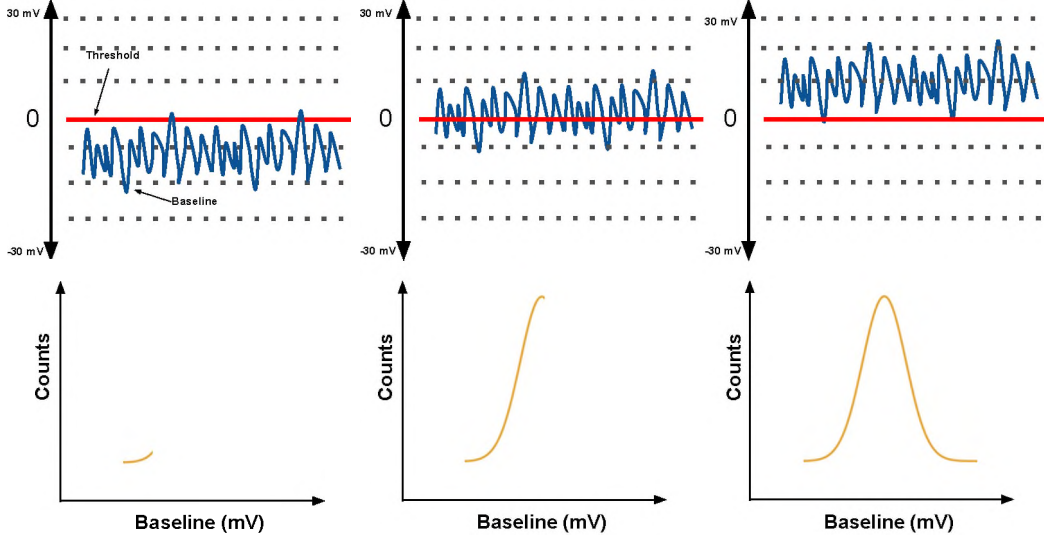 30 mV
Threshold
0
Baseline
-30 mV
30 mV
0
-30 mV
30 mV
0
-30 mV
Counts
Baseline (mV)
Counts
Baseline (mV)
Counts
Baseline (mV)